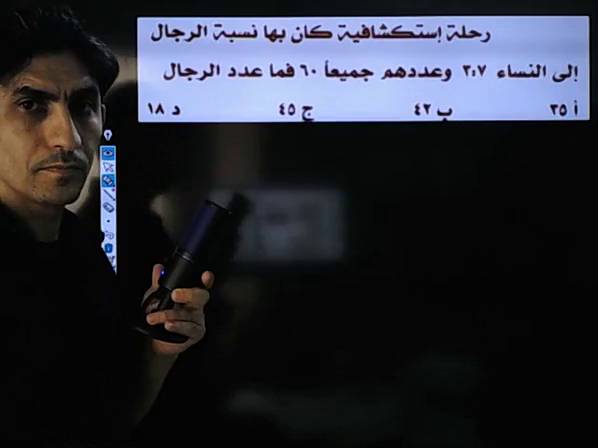 رحلة إستكشافية كان بها نسبة الرجال
إلى النساء ٣:٧ وعددهم جميعاً ٦٠ فما عدد الرجال
أ ٣٥ ب ٤٢ ج ٤٥ د ١٨